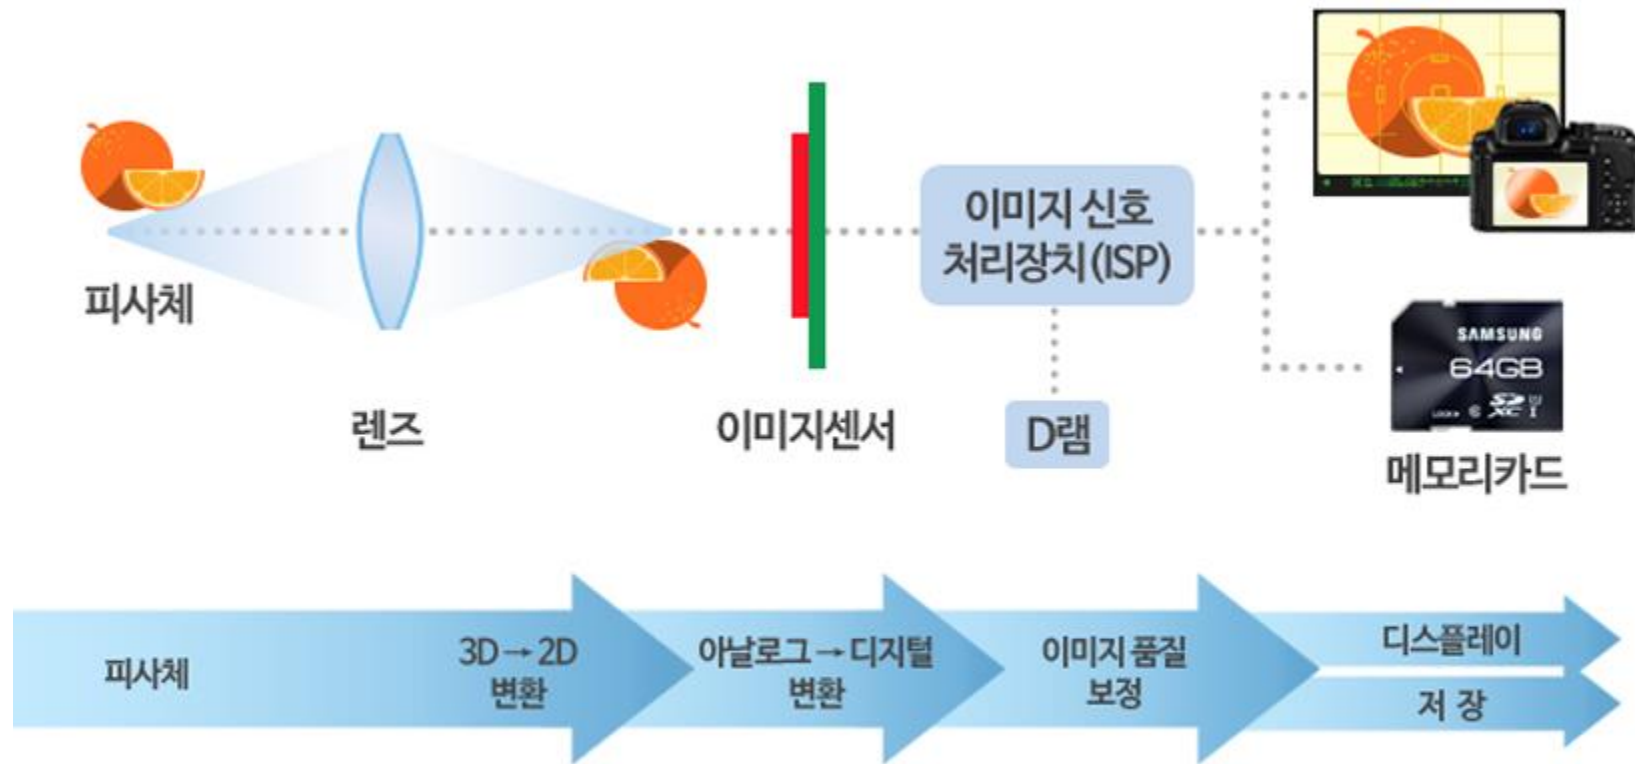 피사체
렌즈
이미지센서
이미지 신호
처리장치(ISP)
D램
SAMSUNG
64GB
메모리카드
피사체
3D→2D
변환
아날로그→디지털
변환
이미지 품질
보정
디스플레이
저 장